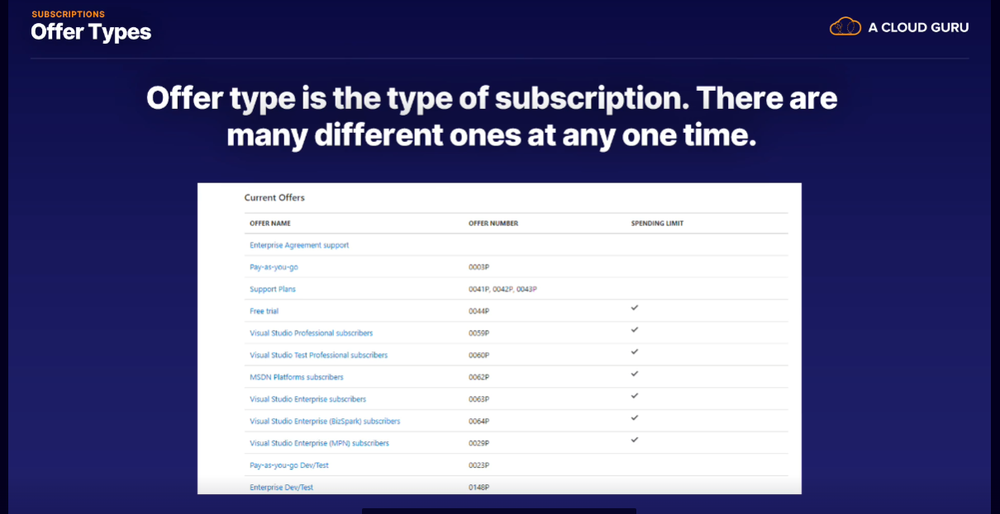 SUBSCRIPTIONS
Offer Types
A CLOUD GURU
Offer type is the type of subscription. There are
many different ones at any one time.
Current Offers
OFFER NAME OFFER NUMBER SPENDING LIMIT
Enterprise Agreement support
Pay-as-you-go 0003P
Support Plans 0041P, 0042P, 0043P
Free trial 0044P ✓
Visual Studio Professional subscribers 0059P ✓
Visual Studio Test Professional subscribers 0060P ✓
MSDN Platforms subscribers 0062P ✓
Visual Studio Enterprise subscribers 0063P ✓
Visual Studio Enterprise (BizSpark) subscribers 0064P ✓
Visual Studio Enterprise (MPN) subscribers 0029P ✓
Pay-as-you-go Dev/Test 0023P
Enterprise Dev/Test 0148P